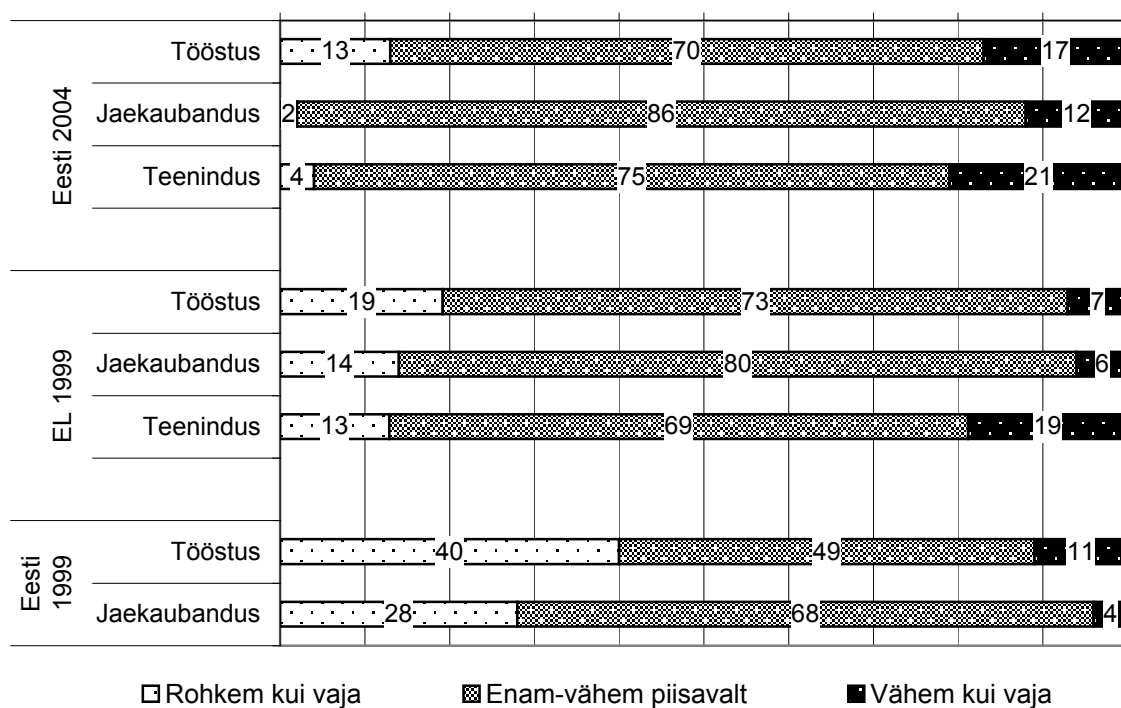 Eesti 2004
Tööstus 13 70 17
Jaekaubandus 2 86 12
Teenindus 4 75 21
EL 1999
Tööstus 19 73 7
Jaekaubandus 14 80 6
Teenindus 13 69 19
Eesti
1999
Tööstus 40 49 11
Jaekaubandus 28 68 4
Rohkem kui vaja Enam-vähem piisavalt Vähem kui vaja